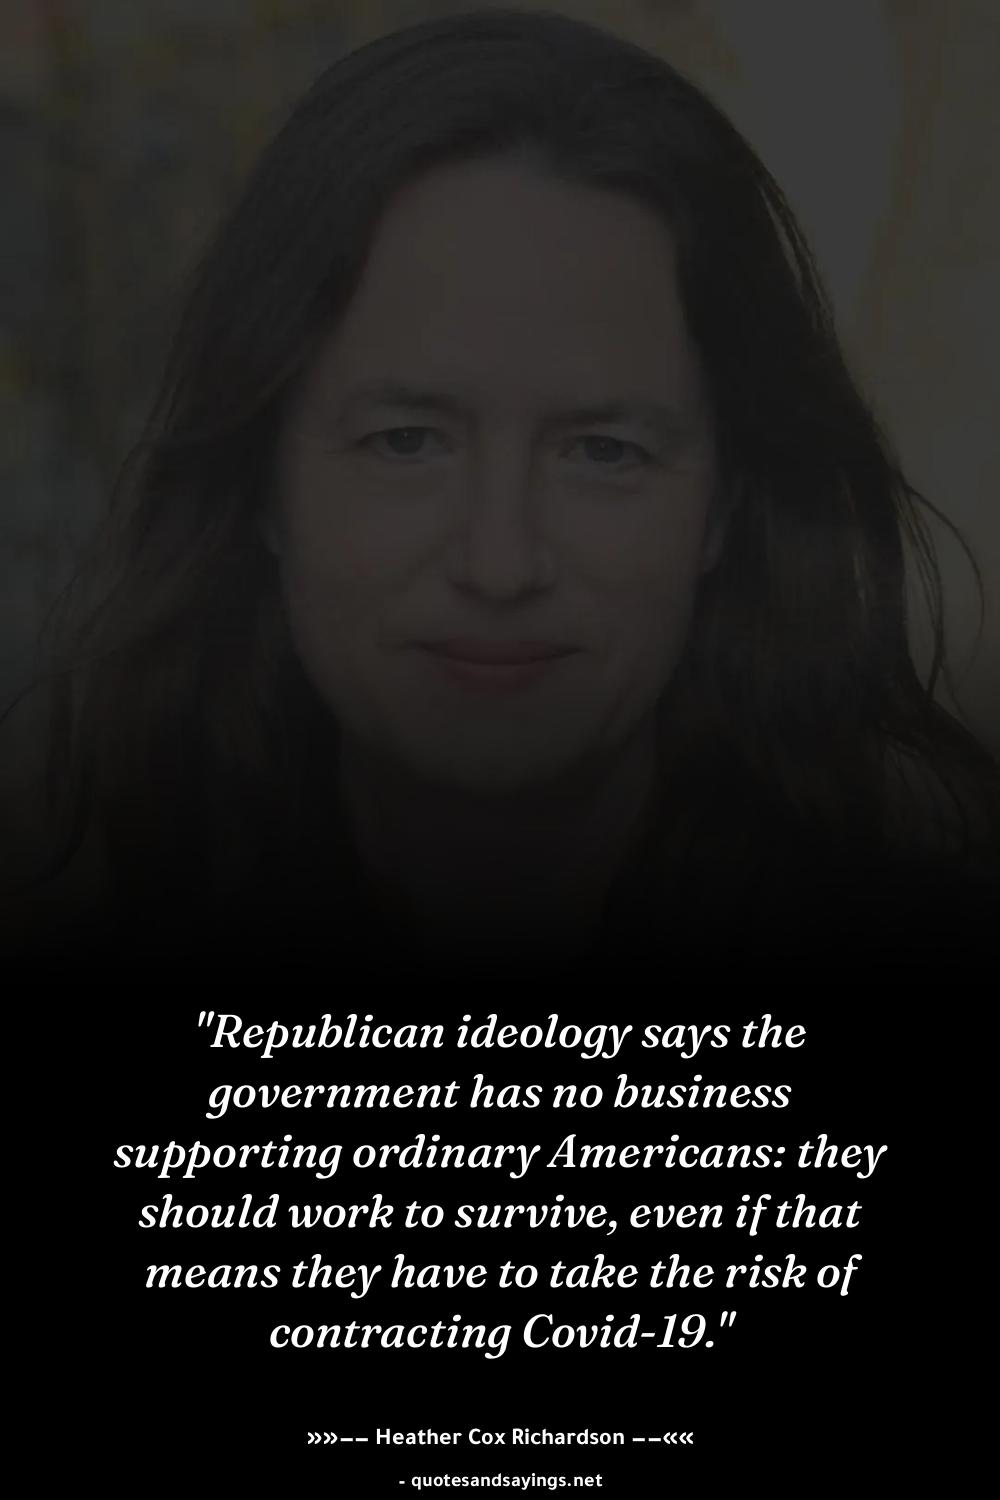 "Republican ideology says the
government has no business
supporting ordinary Americans: they
should work to survive, even if that
means they have to take the risk of
contracting Covid-19."
»»–– Heather Cox Richardson ––««
- quotesandsayings.net